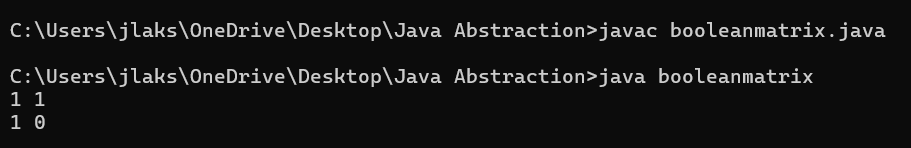 C:\Users\jlaks\OneDrive\Desktop\Java Abstraction>javac booleanmatrix.java
C:\Users\jlaks\OneDrive\Desktop\Java Abstraction>java booleanmatrix
1 1
1 0